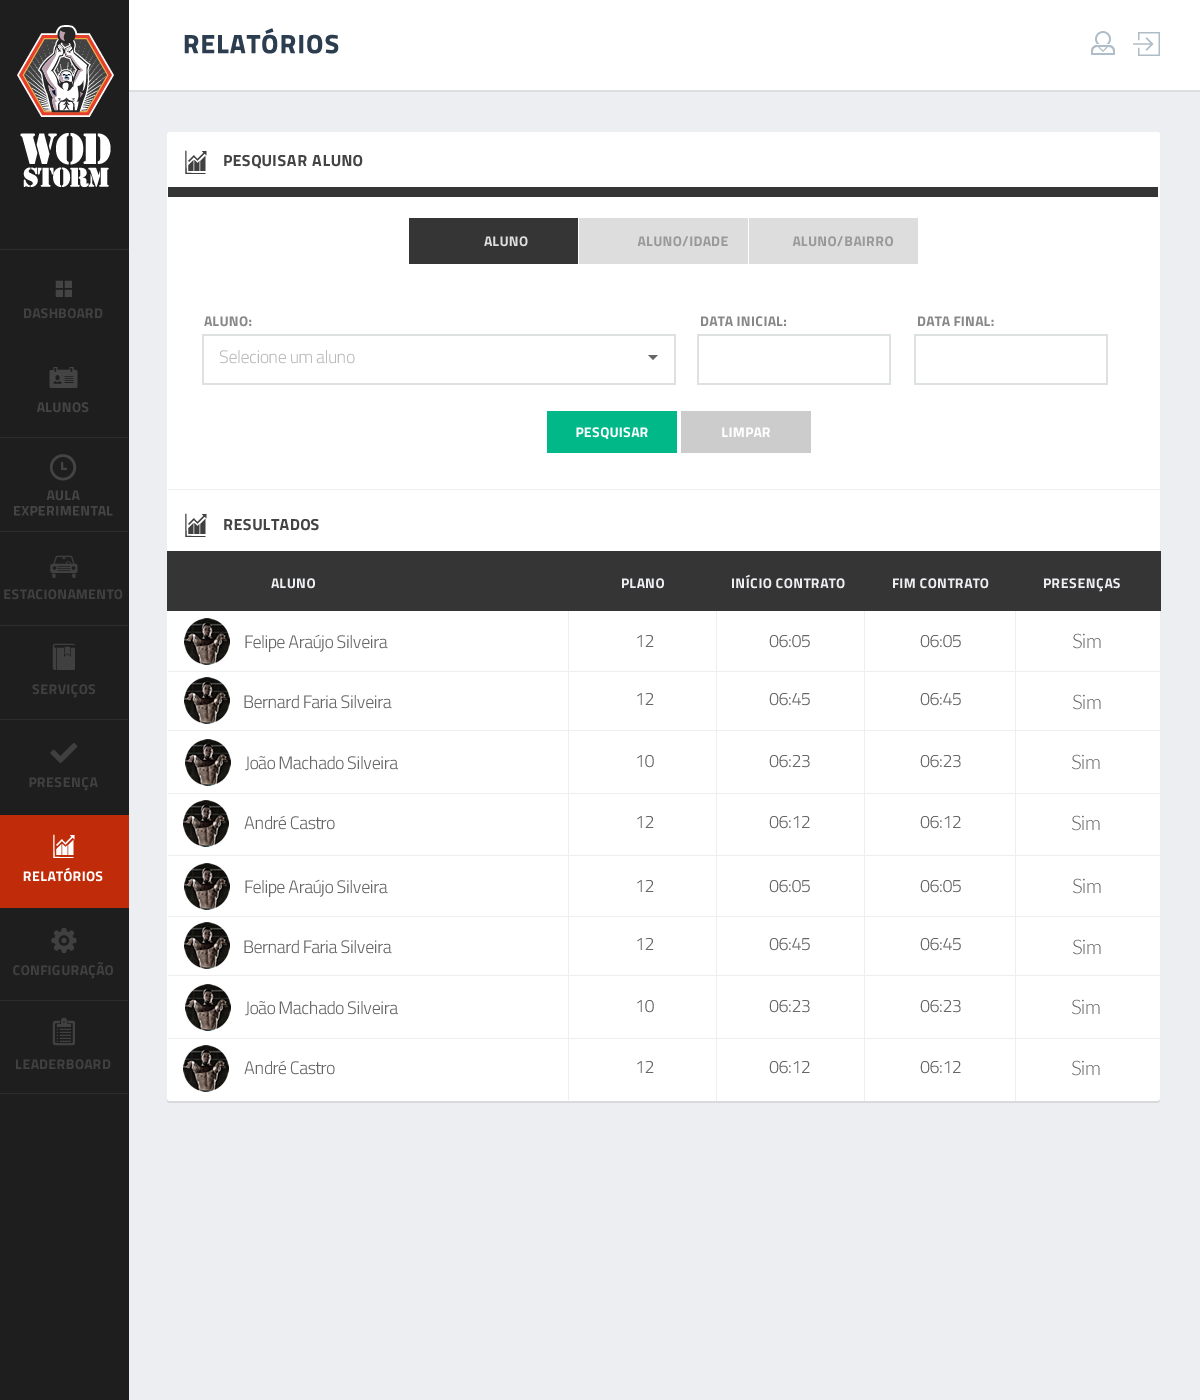 WOD
STORM
DASHBOARD
ALUNOS
AULA
EXPERIMENTAL
ESTACIONAMENTO
SERVIÇOS
PRESENÇA
RELATÓRIOS
CONFIGURAÇÃO
LEADERBOARD
RELATÓRIOS
PESQUISAR ALUNO
ALUNO ALUNO/IDADE ALUNO/BAIRRO
ALUNO: DATA INICIAL: DATA FINAL:
Selecione um aluno
PESQUISAR LIMPAR
RESULTADOS
ALUNO PLANO INÍCIO CONTRATO FIM CONTRATO PRESENÇAS
Felipe Araújo Silveira 12 06:05 06:05 Sim
Bernard Faria Silveira 12 06:45 06:45 Sim
João Machado Silveira 10 06:23 06:23 Sim
André Castro 12 06:12 06:12 Sim
Felipe Araújo Silveira 12 06:05 06:05 Sim
Bernard Faria Silveira 12 06:45 06:45 Sim
João Machado Silveira 10 06:23 06:23 Sim
André Castro 12 06:12 06:12 Sim